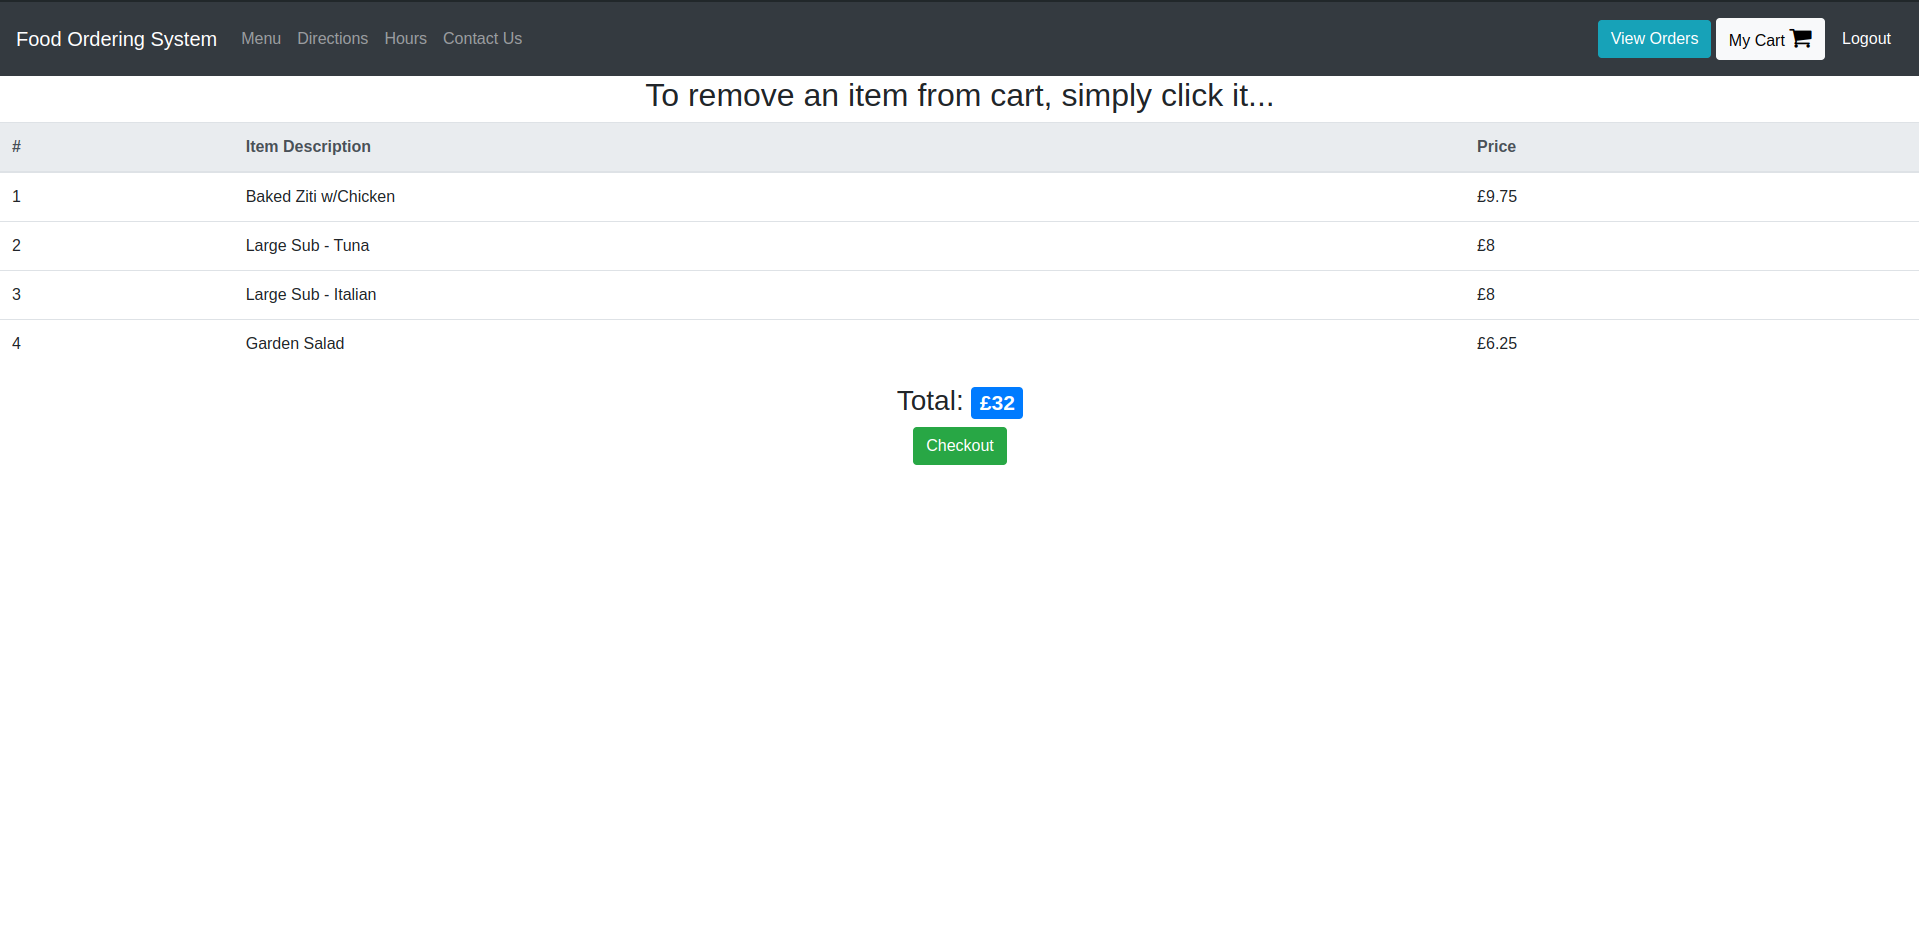 Food Ordering System Menu Directions Hours Contact Us View Orders My Cart Logout
To remove an item from cart, simply click it...
# Item Description Price
1 Baked Ziti w/Chicken £9.75
2 Large Sub - Tuna £8
3 Large Sub - Italian £8
4 Garden Salad £6.25
Total: £32
Checkout